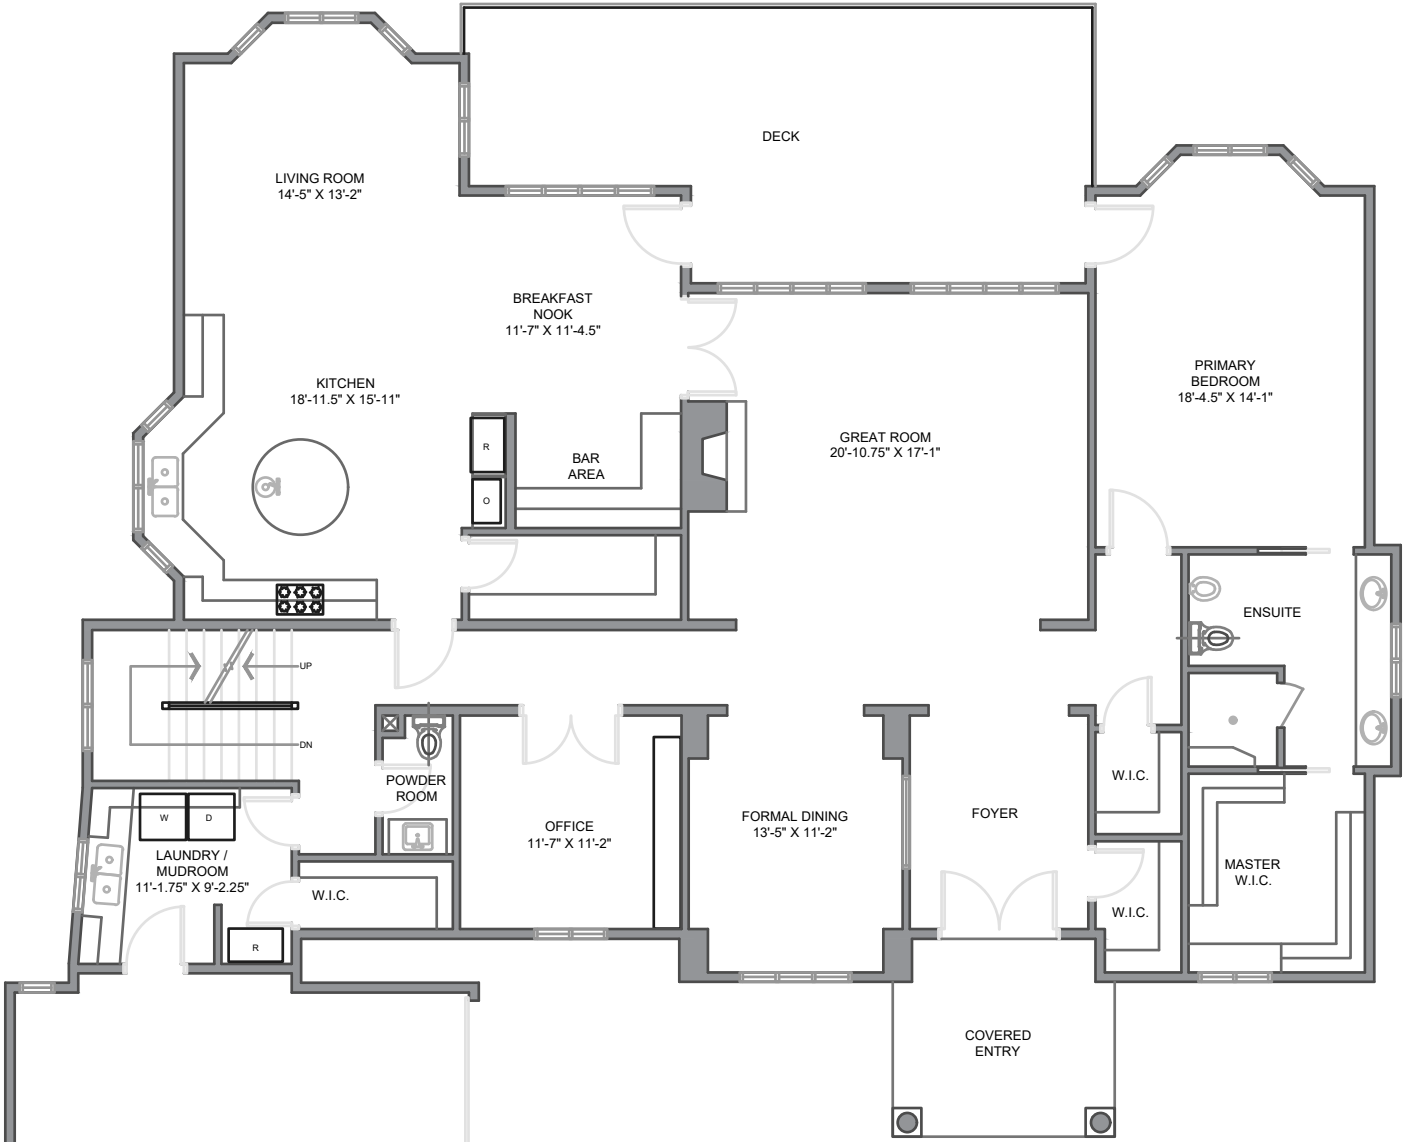 DECK
LIVING ROOM
14'-5" X 13'-2"
BREAKFAST
NOOK
11'-7" X 11'-4.5"
KITCHEN
18'-11.5" X 15'-11"
PRIMARY
BEDROOM
18'-4.5" X 14'-1"
GREAT ROOM
20'-10.75" X 17'-1"
R
BAR
AREA
O
ENSUITE
UP
DN
POWDER
ROOM
W.I.C.
W
D
OFFICE
11'-7" X 11'-2"
FORMAL DINING
13'-5" X 11'-2"
FOYER
LAUNDRY /
MUDROOM
11'-1.75" X 9'-2.25"
MASTER
W.I.C.
W.I.C.
W.I.C.
R
COVERED
ENTRY